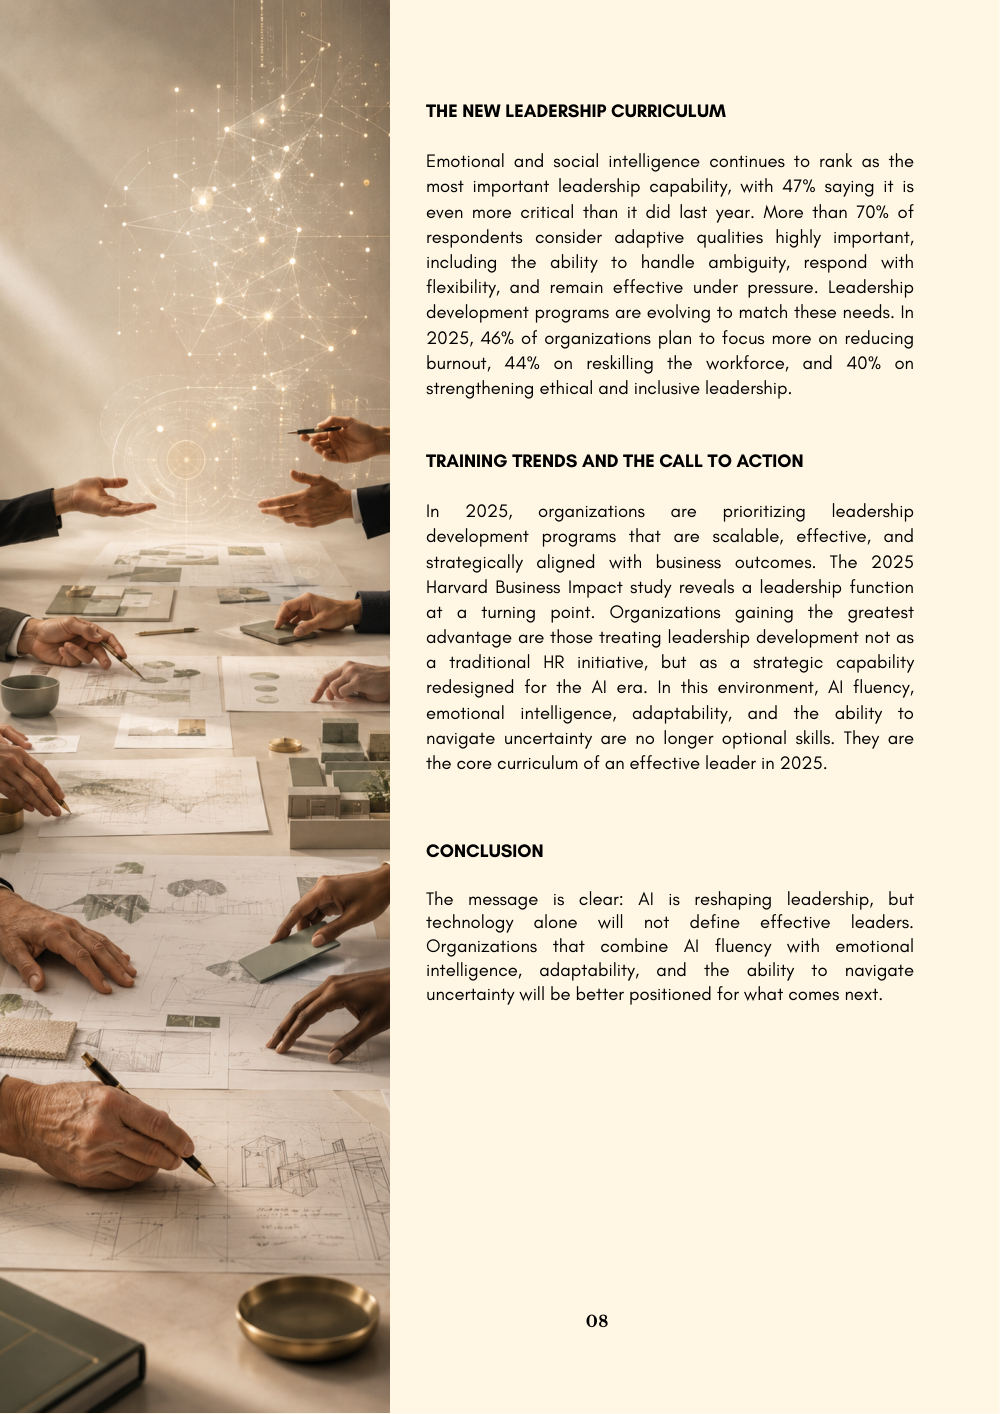 THE NEW LEADERSHIP CURRICULUM
Emotional and social intelligence continues to rank as the
most important leadership capability, with 47% saying it is
even more critical than it did last year. More than 70% of
respondents consider adaptive qualities highly important,
including the ability to handle ambiguity, respond with
flexibility, and remain effective under pressure. Leadership
development programs are evolving to match these needs. In
2025, 46% of organizations plan to focus more on reducing
burnout, 44% on reskilling the workforce, and 40% on
strengthening ethical and inclusive leadership.
TRAINING TRENDS AND THE CALL TO ACTION
In 2025, organizations are prioritizing leadership
development programs that are scalable, effective, and
strategically aligned with business outcomes. The 2025
Harvard Business Impact study reveals a leadership function
at a turning point. Organizations gaining the greatest
advantage are those treating leadership development not as
a traditional HR initiative, but as a strategic capability
redesigned for the AI era. In this environment, AI fluency,
emotional intelligence, adaptability, and the ability to
navigate uncertainty are no longer optional skills. They are
the core curriculum of an effective leader in 2025.
CONCLUSION
The message is clear: AI is reshaping leadership, but
technology alone will not define effective leaders.
Organizations that combine AI fluency with emotional
intelligence, adaptability, and the ability to navigate
uncertainty will be better positioned for what comes next.
08